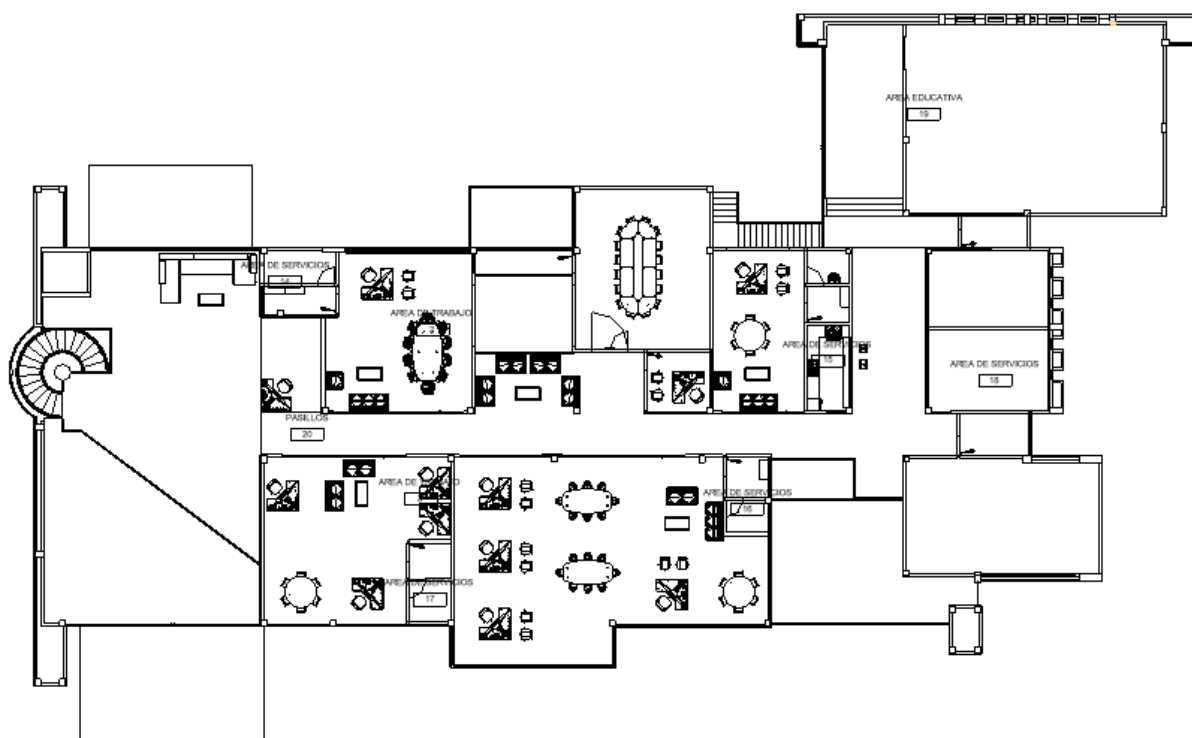 AREA EDUCATIVA
19
AREA DE SERVICIOS
14
AREA DE TRABAJO
AREA DE SERVICIOS
15
AREA DE SERVICIOS
18
PASILLOS
20
AREA DE SERVICIOS
16
AREA DE SERVICIOS
17